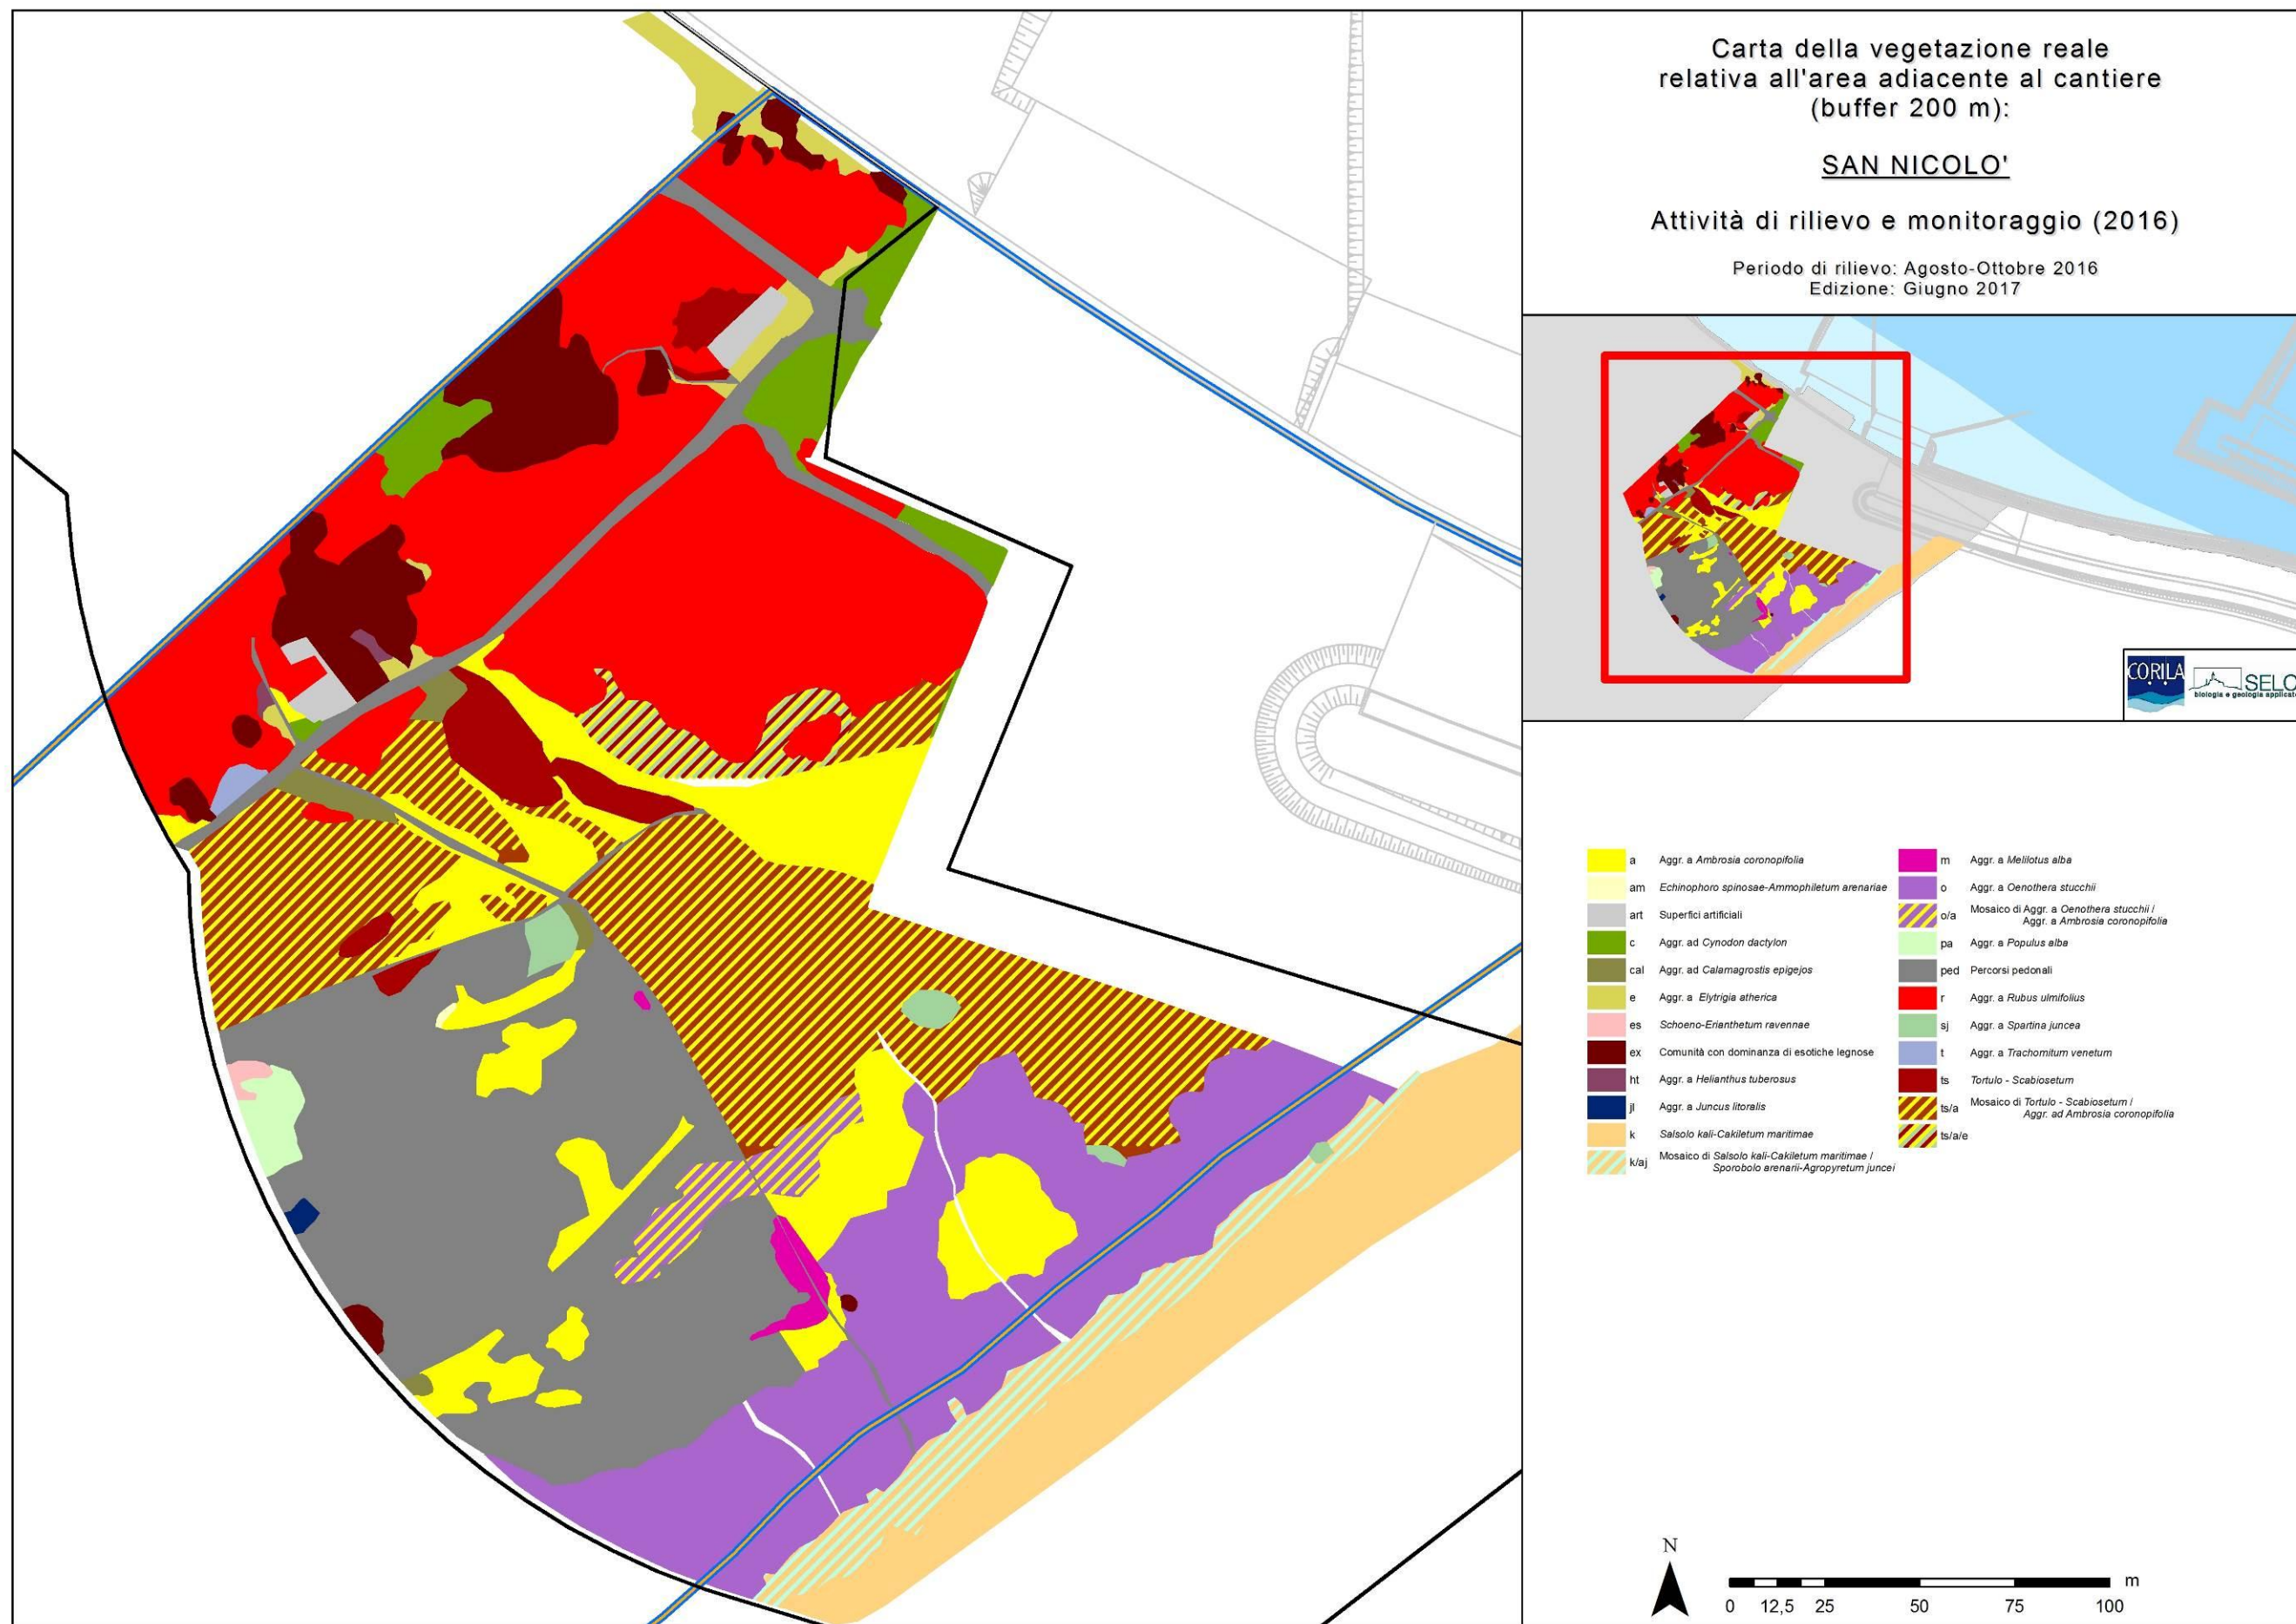 Carta della vegetazione reale
relativa all'area adiacente al cantiere
(buffer 200 m):
SAN NICOLO'
Attività di rilievo e monitoraggio (2016)
Periodo di rilievo: Agosto-Ottobre 2016
Edizione: Giugno 2017
CORILA
SELC
biologia e geologia applicat
a Aggr. a Ambrosia coronopifolia
am Echinophoro spinosae-Ammophiletum arenariae
art Superfici artificiali
c Aggr. ad Cynodon dactylon
cal Aggr. ad Calamagrostis epigejos
e Aggr. a Elytrigia atherica
es Schoeno-Erianthetum ravennae
ex Comunità con dominanza di esotiche legnose
ht Aggr. a Helianthus tuberosus
jl Aggr. a Juncus litoralis
k Salsolo kali-Cakiletum maritimae
k/aj Mosaico di Salsolo kali-Cakiletum maritimae /
Sporobolo arenarii-Agropyretum juncei
m Aggr. a Melilotus alba
o Aggr. a Oenothera stucchii
o/a Mosaico di Aggr. a Oenothera stucchii /
Aggr. a Ambrosia coronopifolia
pa Aggr. a Populus alba
ped Percorsi pedonali
r Aggr. a Rubus ulmifolius
sj Aggr. a Spartina juncea
t Aggr. a Trachomitum venetum
ts Tortulo - Scabiosetum
ts/a Mosaico di Tortulo - Scabiosetum /
Aggr. ad Ambrosia coronopifolia
ts/a/e
N
m
0 12,5 25 50 75 100